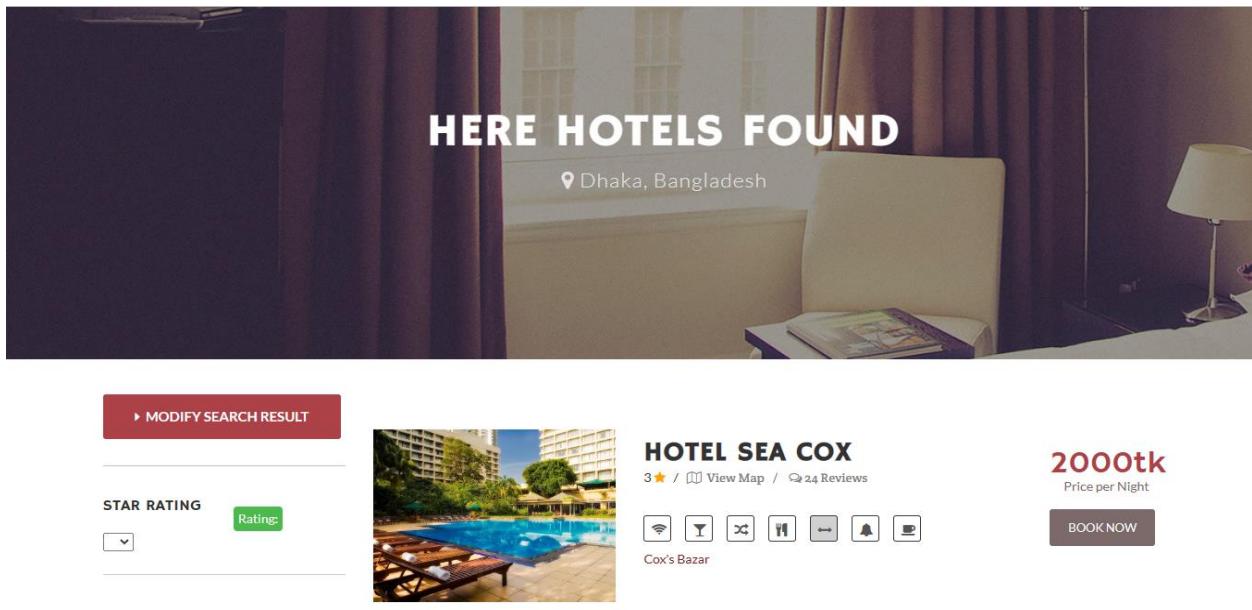 HERE HOTELS FOUND
Dhaka, Bangladesh
MODIFY SEARCH RESULT
STAR RATING
Rating:
HOTEL SEA COX
3 / View Map / 24 Reviews
Cox's Bazar
2000tk
Price per Night
BOOK NOW